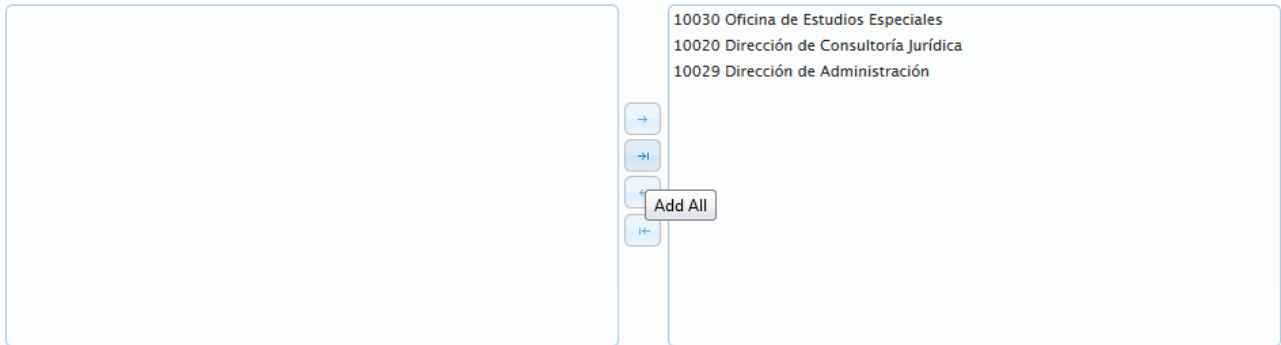 10030 Oficina de Estudios Especiales
10020 Dirección de Consultoría Jurídica
10029 Dirección de Administración
Add All